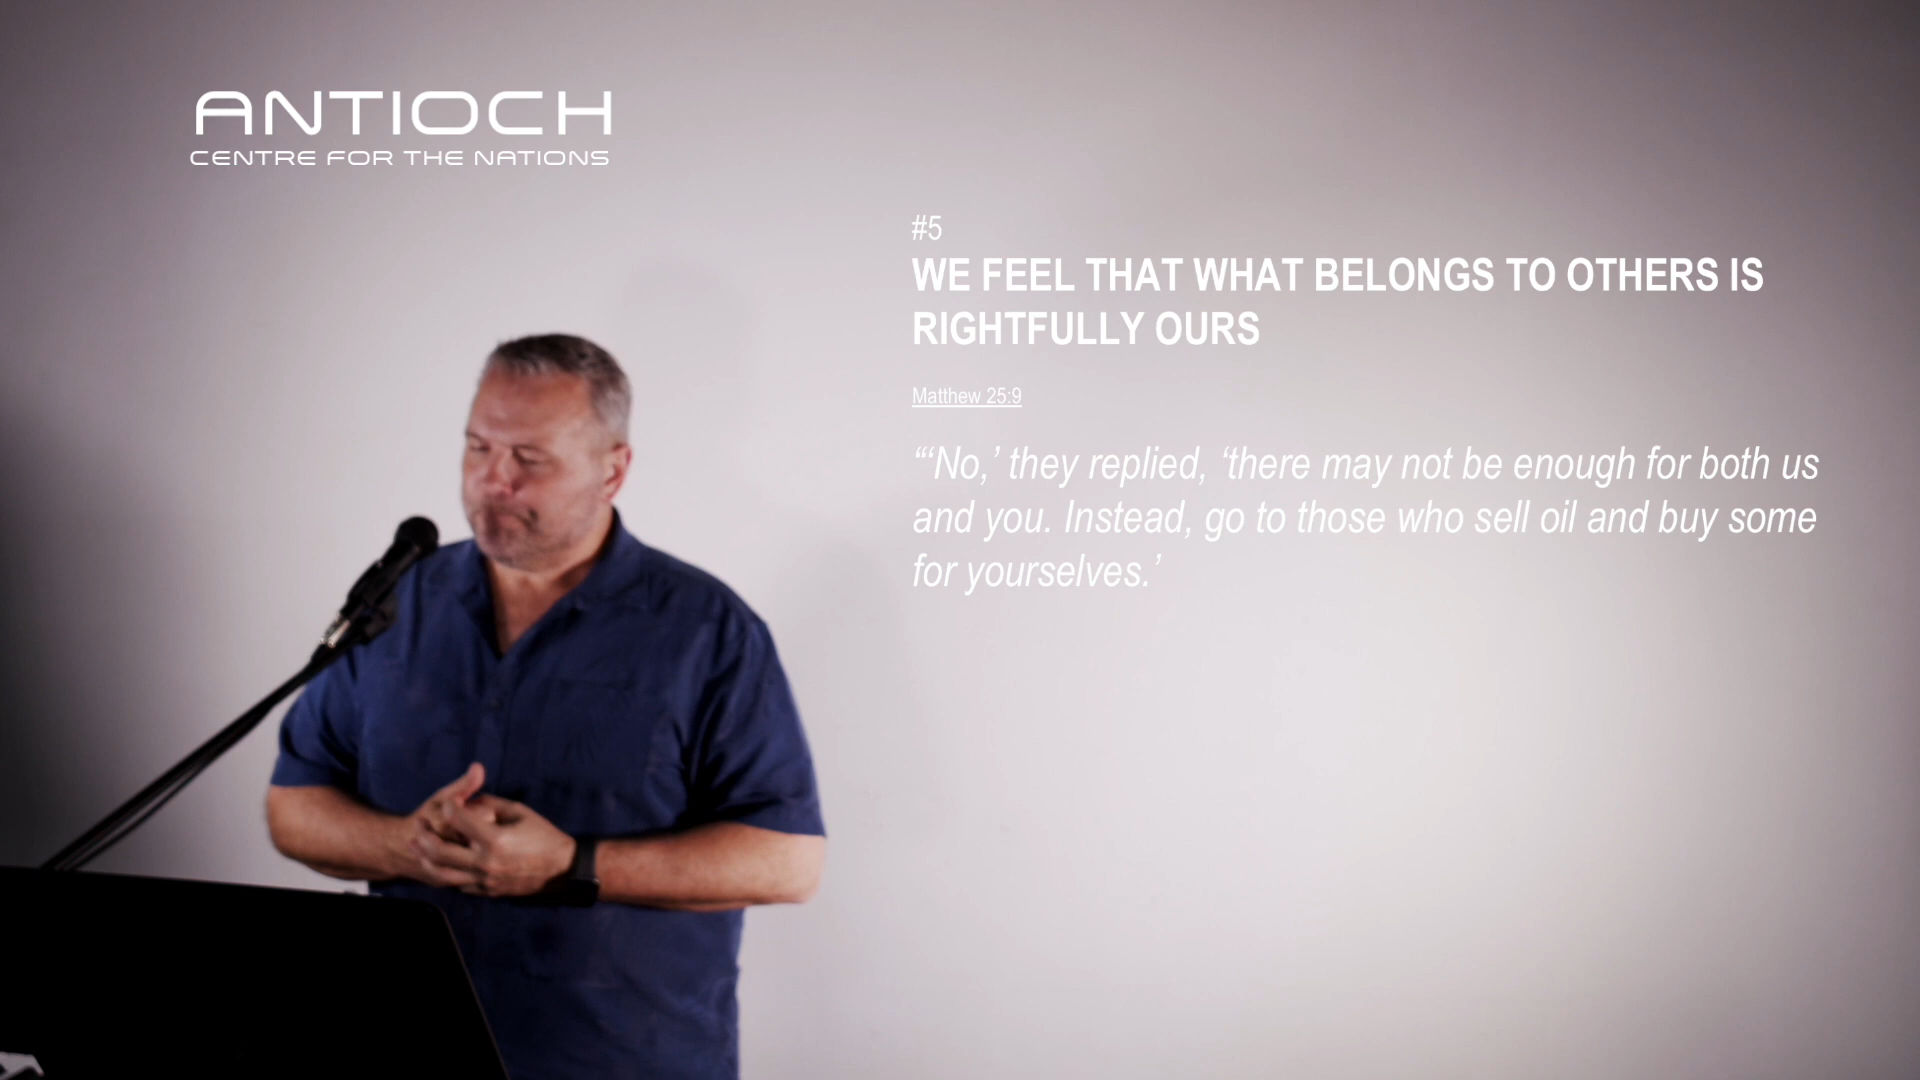 ANTIOCH
CENTRE FOR THE NATIONS
#5
WE FEEL THAT WHAT BELONGS TO OTHERS IS
RIGHTFULLY OURS
Matthew 25:9
“‘No,’ they replied, ‘there may not be enough for both us
and you. Instead, go to those who sell oil and buy some
for yourselves.’